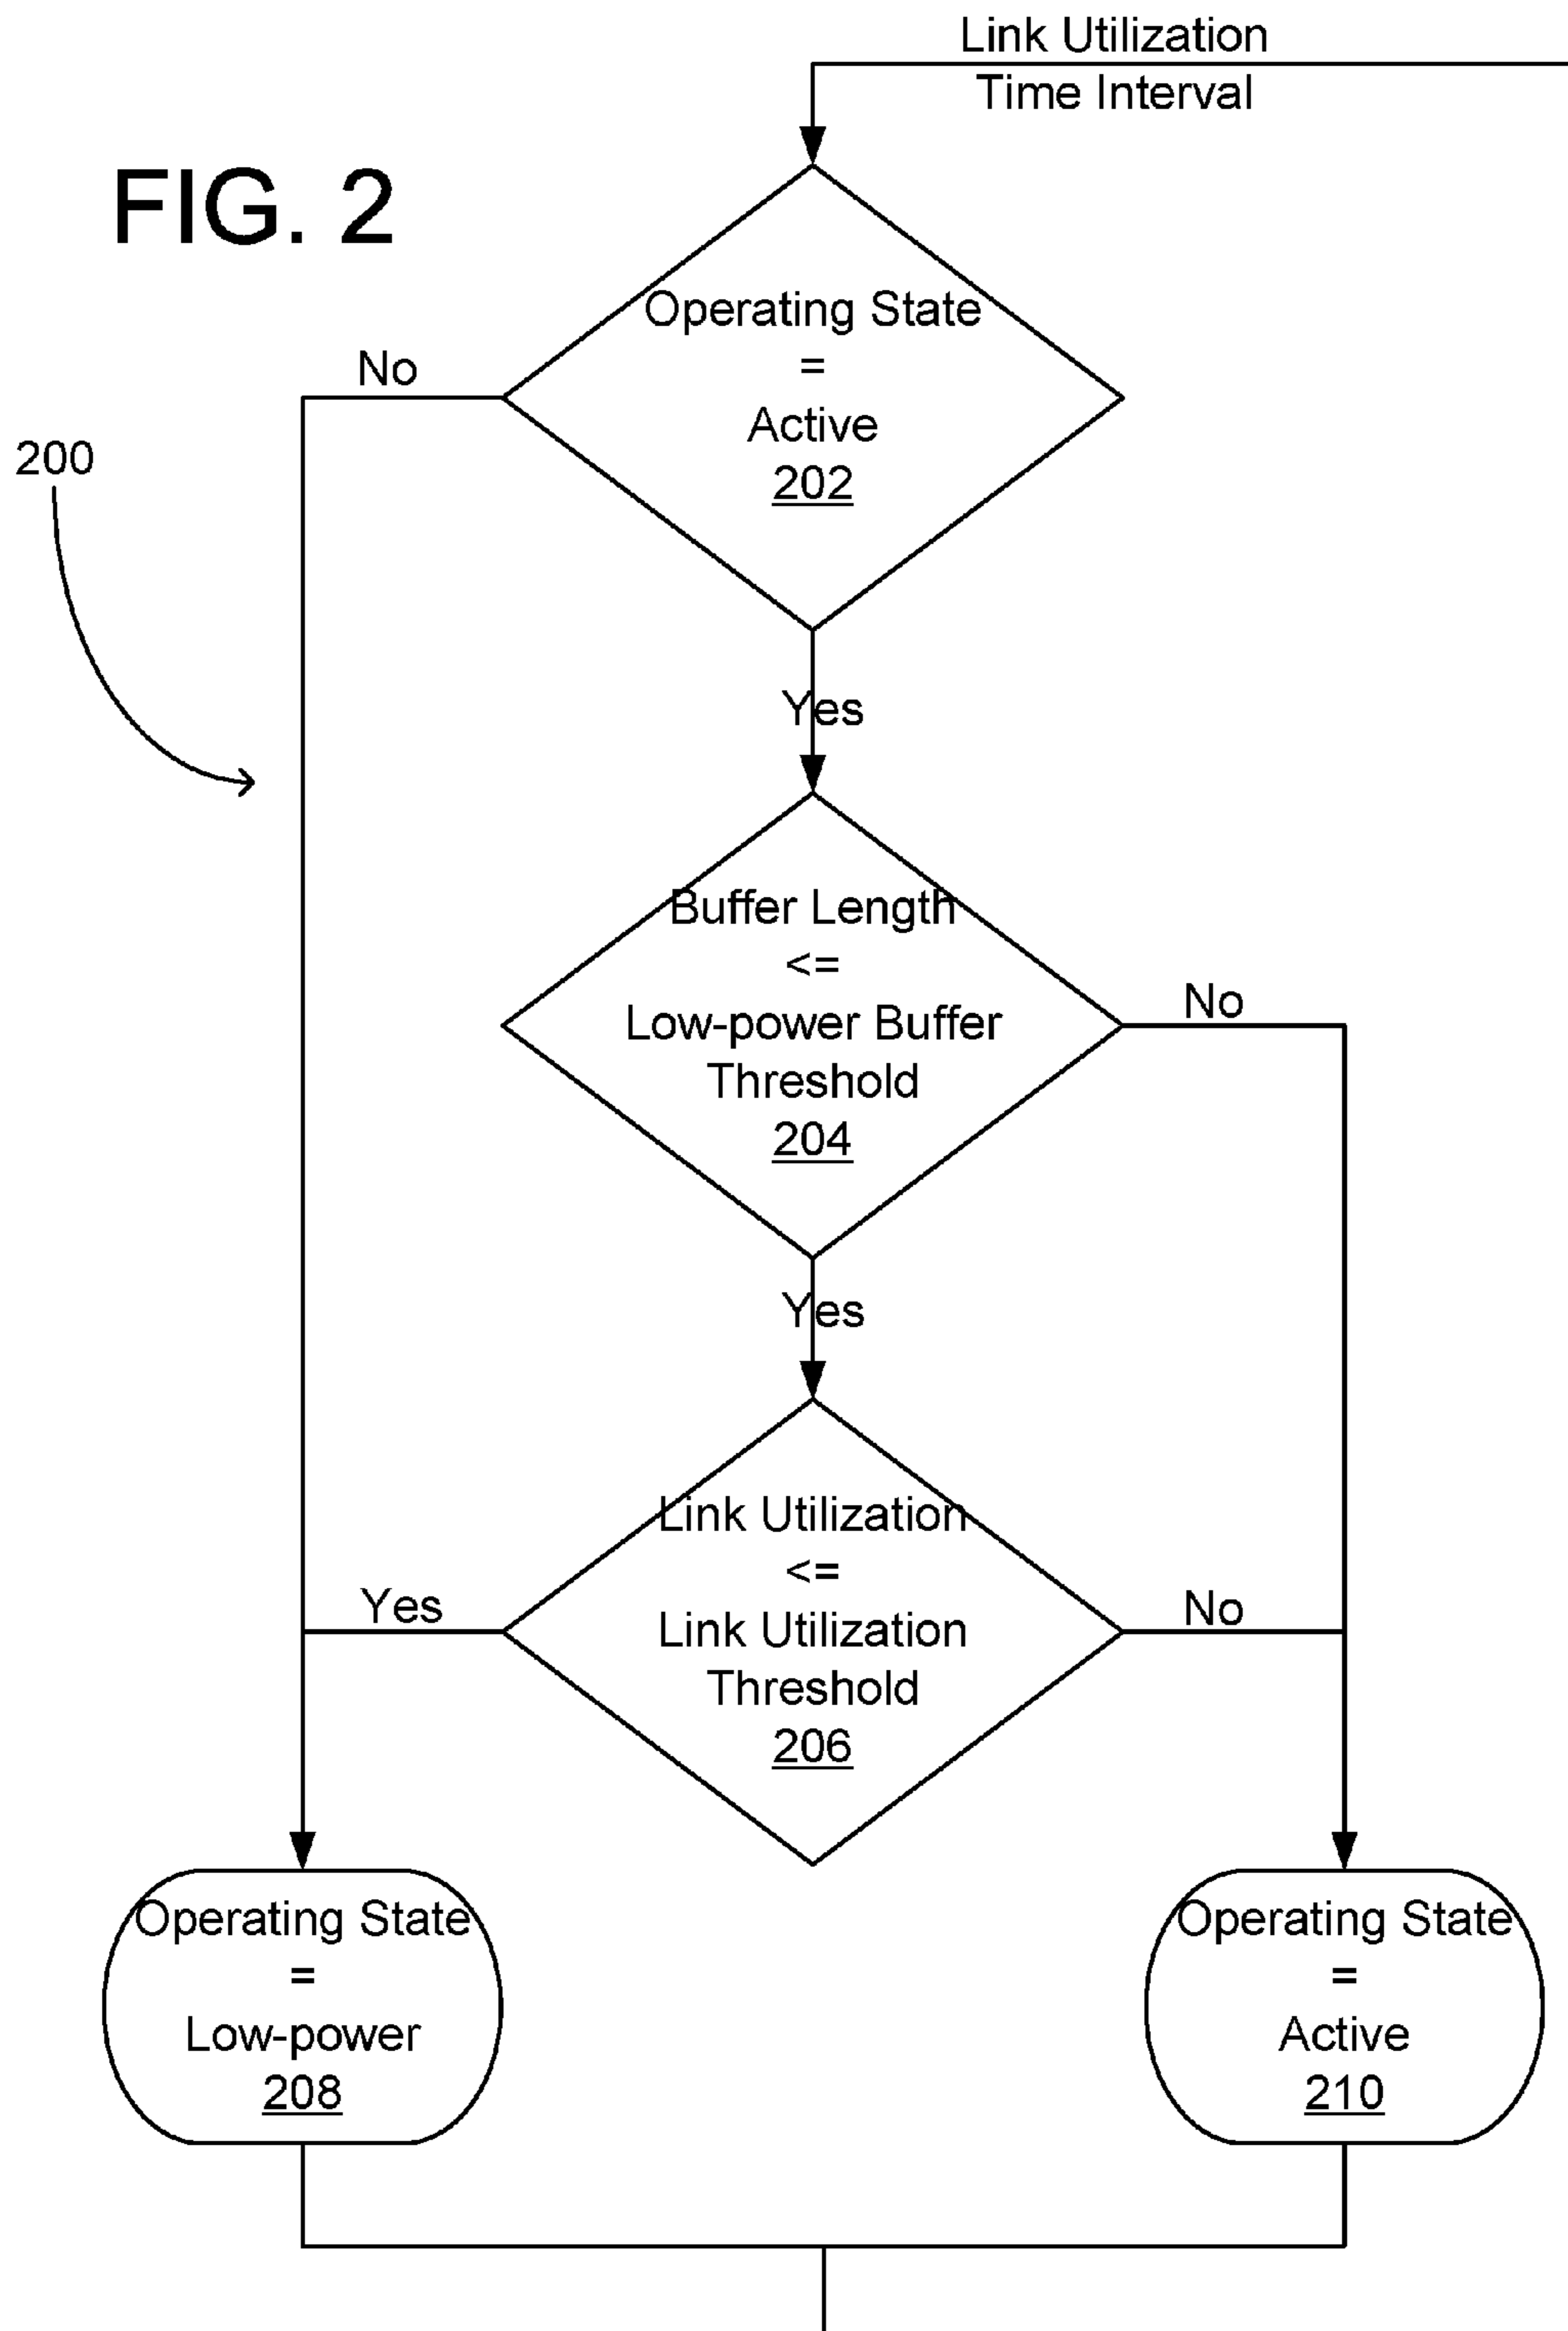 Link Utilization
Time Interval
FIG. 2
Operating State
=
Active
202
No
200
Yes
Buffer Length
<=
Low-power Buffer
Threshold
204
No
Yes
Link Utilization
<=
Link Utilization
Threshold
206
Yes
No
Operating State
=
Low-power
208
Operating State
=
Active
210